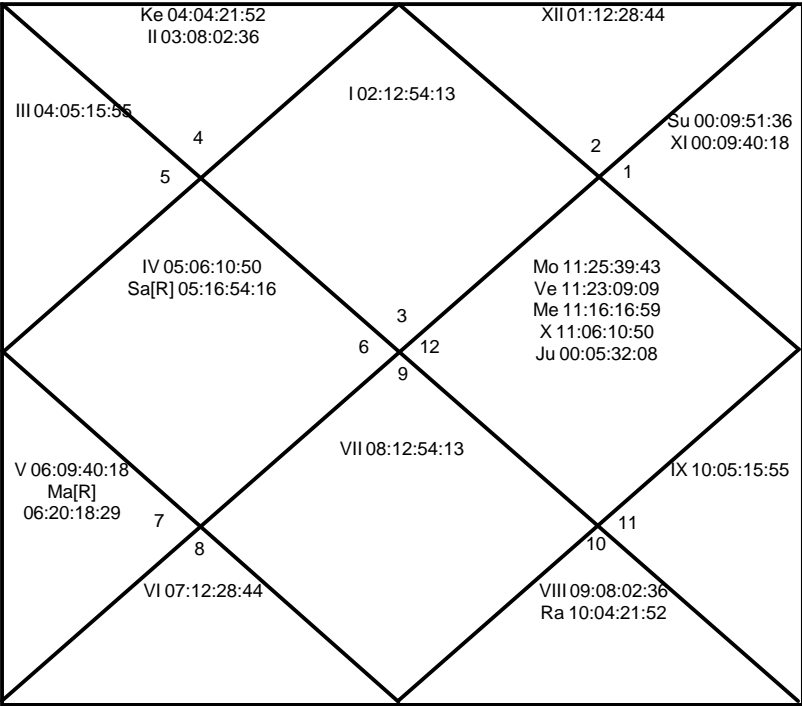 Ke 04:04:21:52
II 03:08:02:36
XII 01:12:28:44
I 02:12:54:13
III 04:05:15:55
Su 00:09:51:36
XI 00:09:40:18
4
2
5
1
IV 05:06:10:50
Sa[R] 05:16:54:16
Mo 11:25:39:43
Ve 11:23:09:09
Me 11:16:16:59
X 11:06:10:50
Ju 00:05:32:08
3
6
12
9
VII 08:12:54:13
V 06:09:40:18
Ma[R]
06:20:18:29
IX 10:05:15:55
7
11
8
10
VI 07:12:28:44
VIII 09:08:02:36
Ra 10:04:21:52